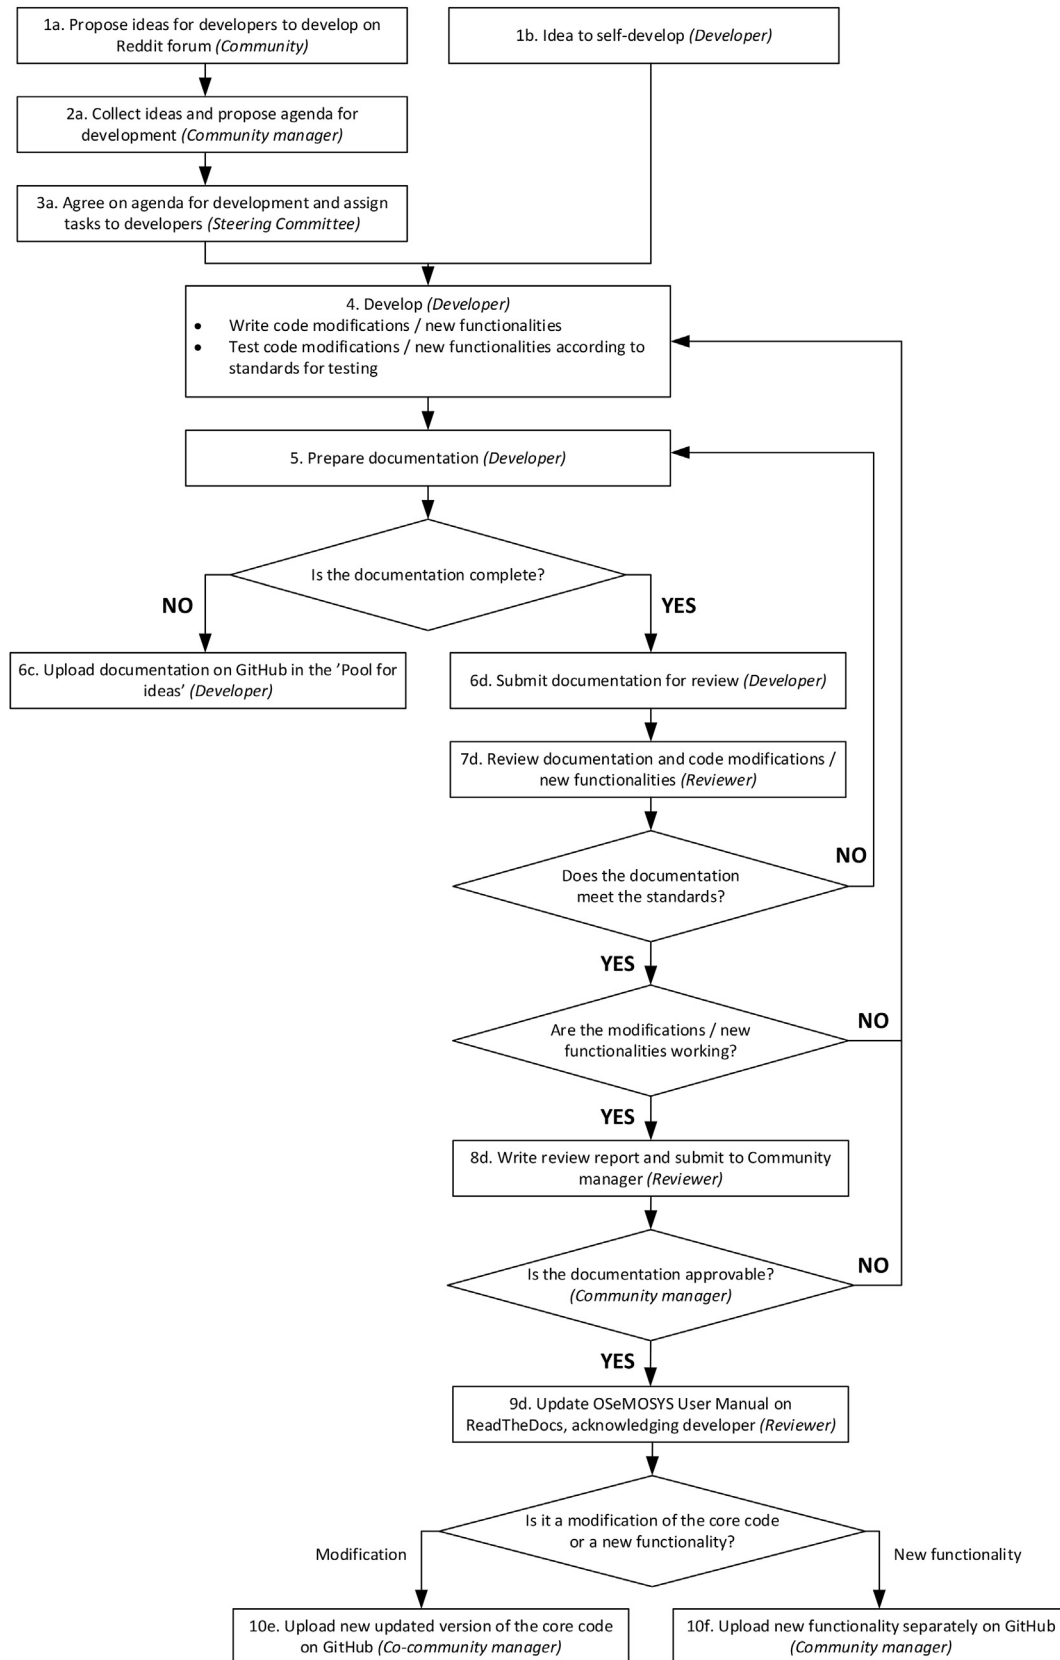 1a. Propose ideas for developers to develop on
Reddit forum (Community)
1b. Idea to self-develop (Developer)
2a. Collect ideas and propose agenda for
development (Community manager)
3a. Agree on agenda for development and assign
tasks to developers (Steering Committee)
4. Develop (Developer)
• Write code modifications / new functionalities
• Test code modifications / new functionalities according to
standards for testing
5. Prepare documentation (Developer)
Is the documentation complete?
NO
YES
6c. Upload documentation on GitHub in the ’Pool for
ideas’ (Developer)
6d. Submit documentation for review (Developer)
7d. Review documentation and code modifications /
new functionalities (Reviewer)
Does the documentation
meet the standards?
NO
YES
Are the modifications / new
functionalities working?
NO
YES
8d. Write review report and submit to Community
manager (Reviewer)
Is the documentation approvable?
(Community manager)
NO
YES
9d. Update OSeMOSYS User Manual on
ReadTheDocs, acknowledging developer (Reviewer)
Is it a modification of the core code
or a new functionality?
Modification
New functionality
10e. Upload new updated version of the core code
on GitHub (Co-community manager)
10f. Upload new functionality separately on GitHub
(Community manager)